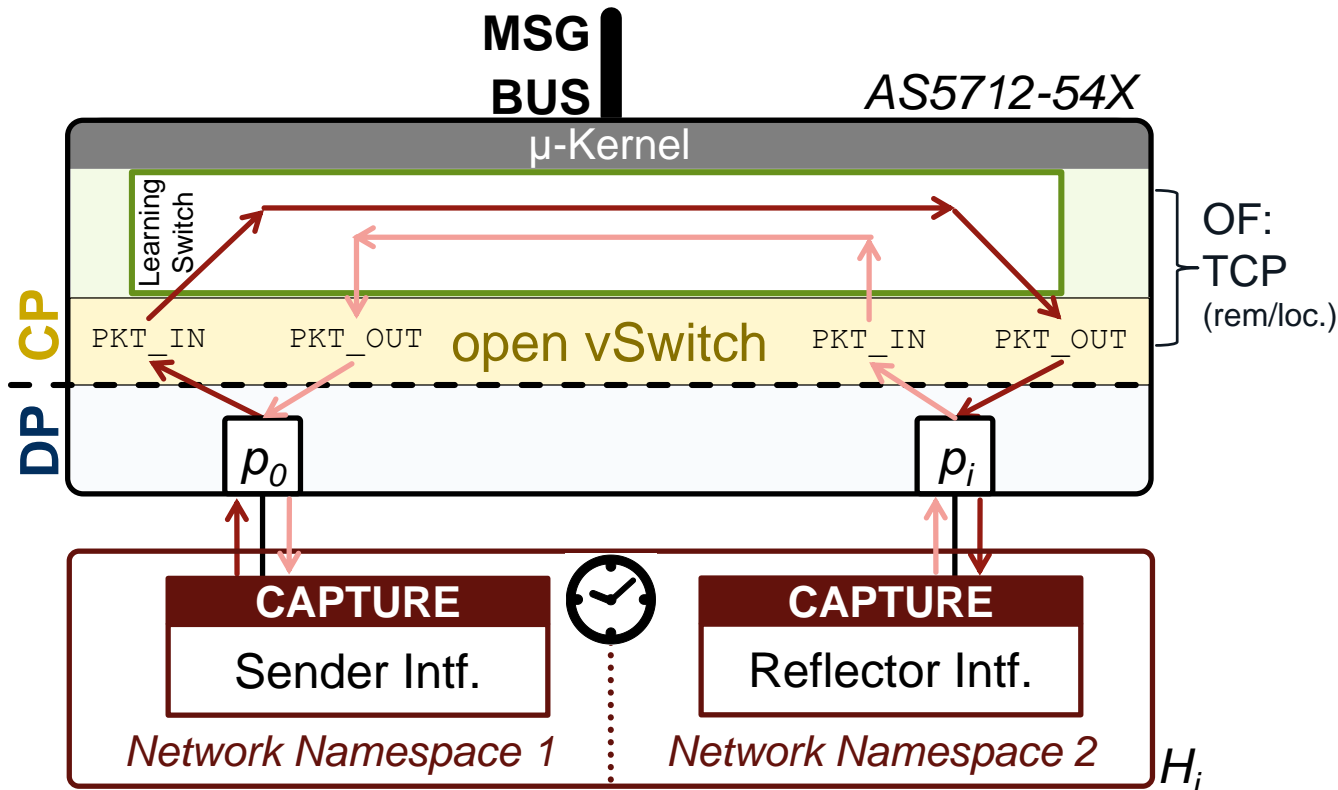 MSG
BUS
AS5712-54X
μ-Kernel
Learning
Switch
OF:
TCP
(rem/loc.)
CP
PKT_IN
PKT_OUT
open vSwitch
PKT_IN
PKT_OUT
DP
p0
pi
CAPTURE
Sender Intf.
Network Namespace 1
CAPTURE
Reflector Intf.
Network Namespace 2
Hi